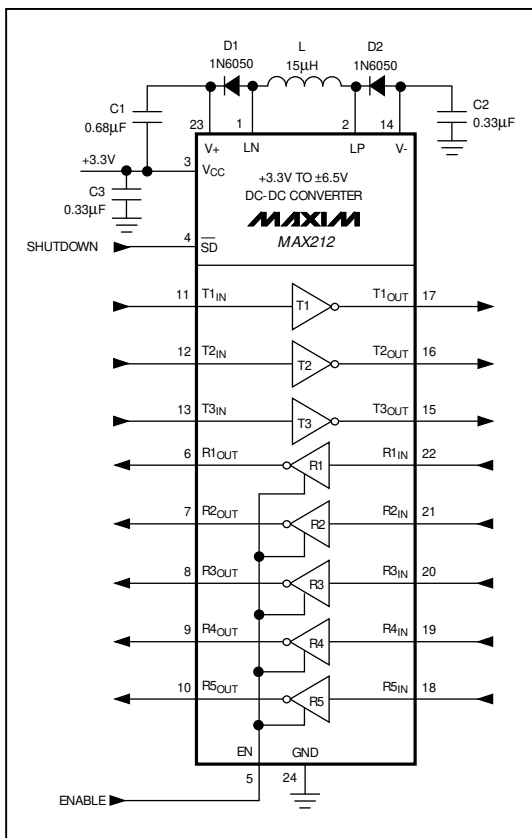 D1
1N6050
L
15µH
D2
1N6050
C1
0.68µF
C2
0.33µF
23
1
2
14
V+
LN
LP
V-
+3.3V
3
VCC
+3.3V TO ±6.5V
DC-DC CONVERTER
C3
0.33µF
MAXIM
MAX212
SHUTDOWN
4
SD
11
T1IN
T1
T1OUT
17
12
T2IN
T2
T2OUT
16
13
T3IN
T3
T3OUT
15
6
R1OUT
R1
R1IN
22
7
R2OUT
R2
R2IN
21
8
R3OUT
R3
R3IN
20
9
R4OUT
R4
R4IN
19
10
R5OUT
R5
R5IN
18
EN
GND
5
24
ENABLE